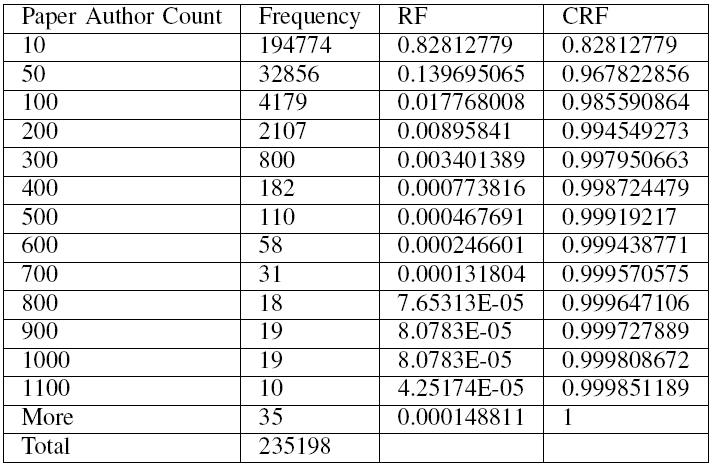 Paper Author Count Frequency RF CRF
10 194774 0.82812779 0.82812779
50 32856 0.139695065 0.967822856
100 4179 0.017768008 0.985590864
200 2107 0.00895841 0.994549273
300 800 0.003401389 0.997950663
400 182 0.000773816 0.998724479
500 110 0.000467691 0.99919217
600 58 0.000246601 0.999438771
700 31 0.000131804 0.999570575
800 18 7.65313E-05 0.999647106
900 19 8.0783E-05 0.999727889
1000 19 8.0783E-05 0.999808672
1100 10 4.25174E-05 0.999851189
More 35 0.000148811 1
Total 235198